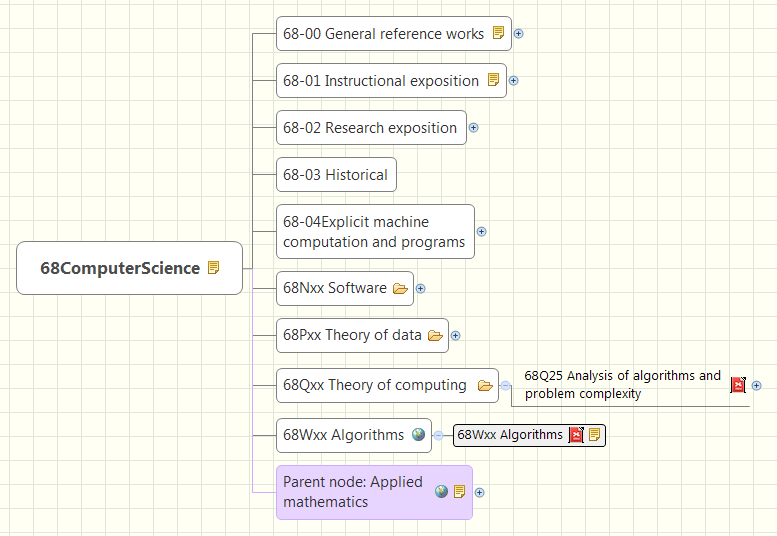 68-00 General reference works
68-01 Instructional exposition
68-02 Research exposition
68-03 Historical
68-04Explicit machine
computation and programs
68ComputerScience
68Nxx Software
68Pxx Theory of data
68Qxx Theory of computing
68Q25 Analysis of algorithms and
problem complexity
68Wxx Algorithms
68Wxx Algorithms
Parent node: Applied
mathematics